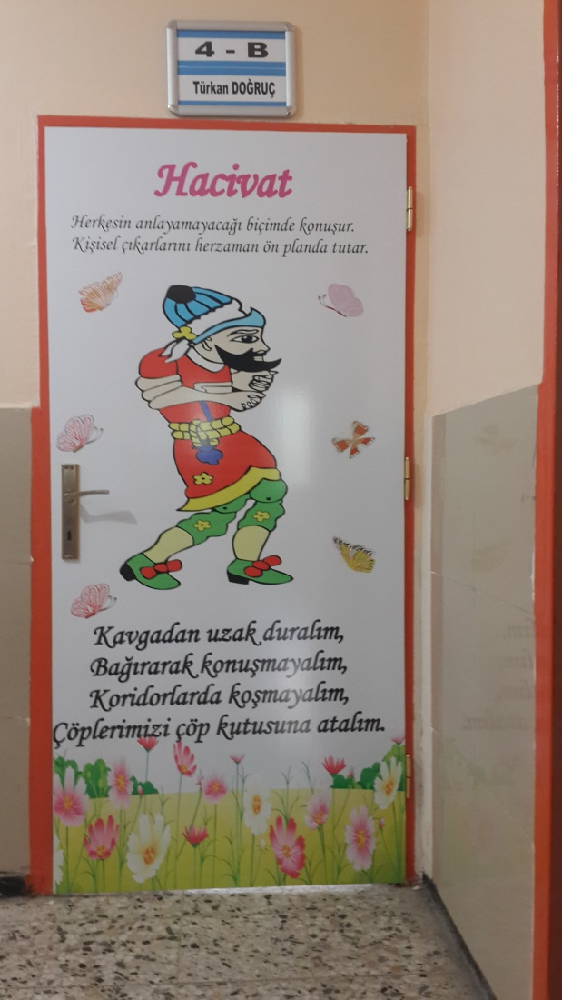 4 - B
Türkan DOĞRUÇ
Hacivat
Herkesin anlayamayacağı biçimde konuşur.
Kişisel çıkarlarını herzaman ön planda tutar.
Kavgadan uzak duralım,
Bağırarak konuşmayalım,
Koridorlarda koşmayalım,
Çöplerimizi çöp kutusuna atalım.